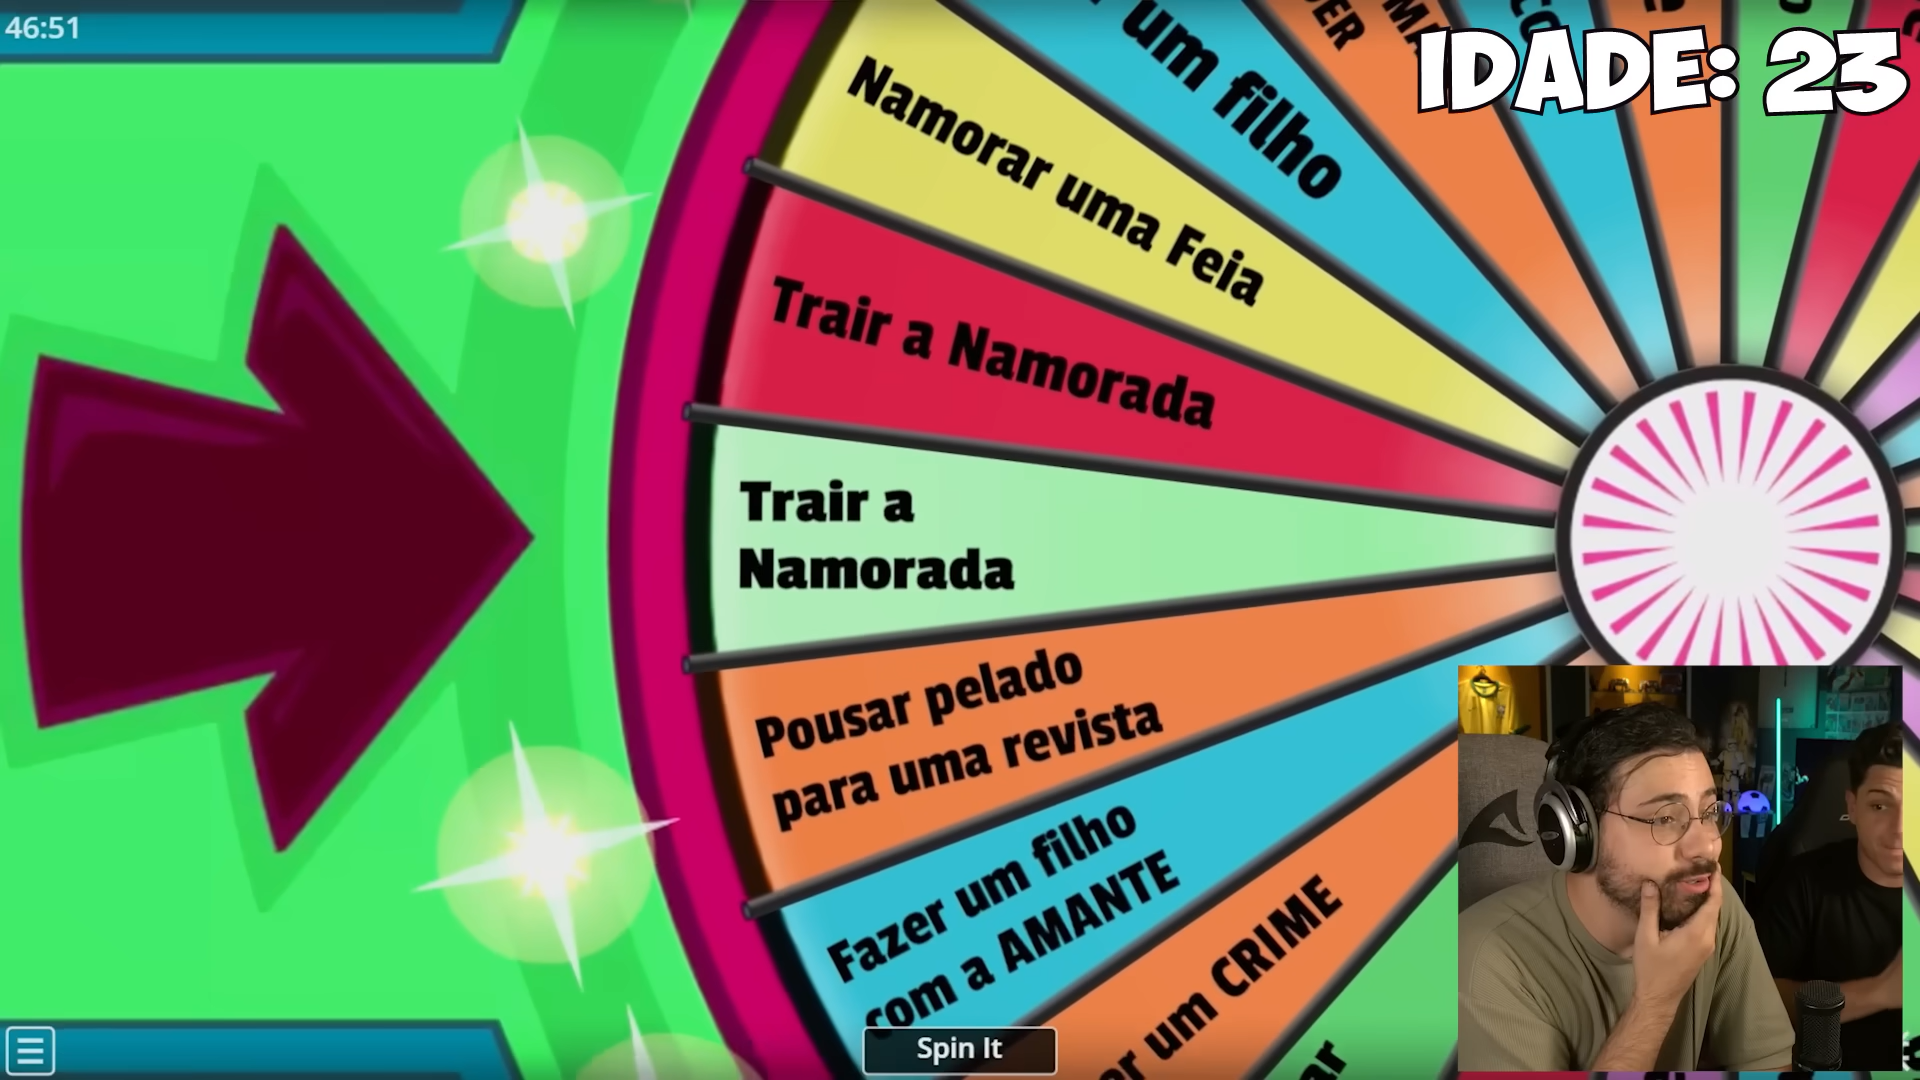 46:51
IDADE: 23
um filho
Namorar uma Feia
Trair a Namorada
Trair a
Namorada
Pousar pelado
para uma revista
Fazer um filho
com a AMANTE
um CRIME
Spin It